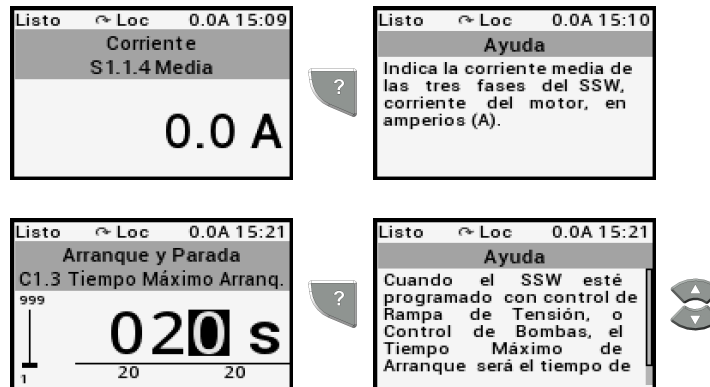 Listo Loc 0.0A 15:09
Corriente
S1.1.4 Media
0.0 A
?
Listo Loc 0.0A 15:10
Ayuda
Indica la corriente media de
las tres fases del SSW,
corriente del motor, en
amperios (A).
Listo Loc 0.0A 15:21
Arranque y Parada
C1.3 Tiempo Máximo Arranq.
999
020 s
1
20 20
?
Listo Loc 0.0A 15:21
Ayuda
Cuando el SSW esté
programado con control de
Rampa de Tensión, o
Control de Bombas, el
Tiempo Máximo de
Arranque será el tiempo de